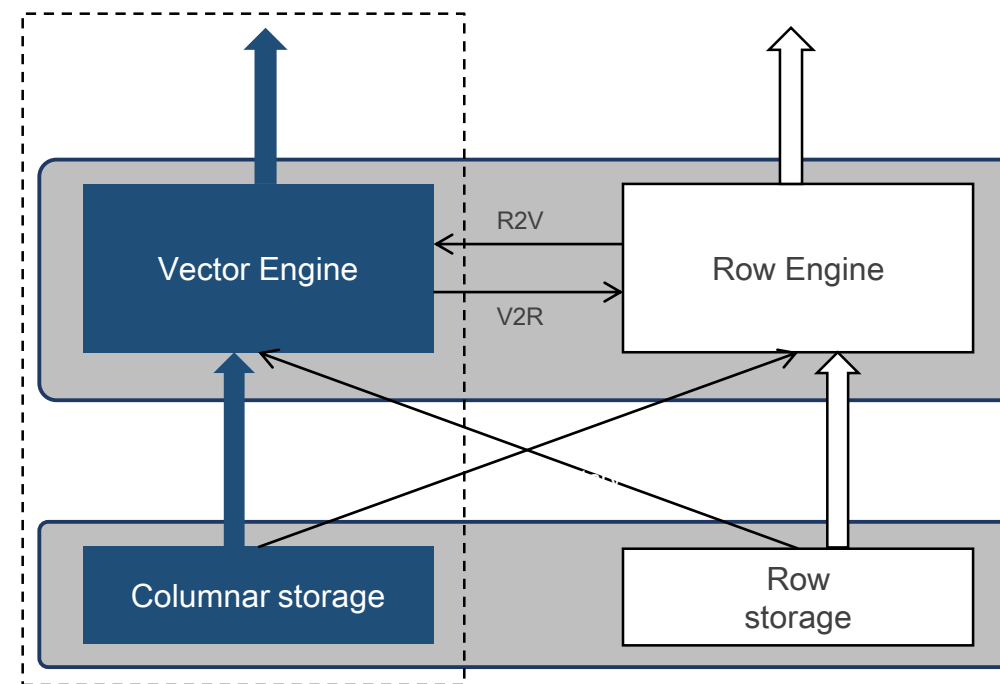 R2V
Vector Engine
Row Engine
V2R
Columnar storage
Row
storage